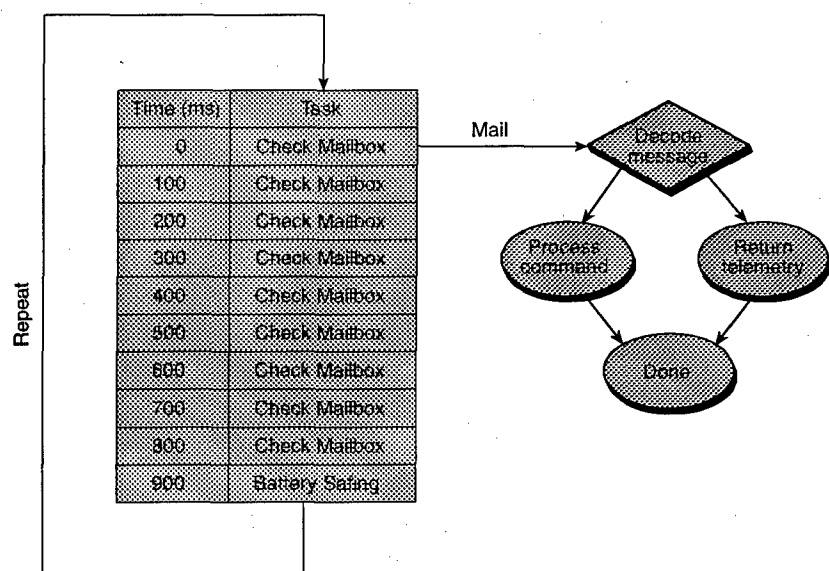 Time (ms) Task
0 Check Mailbox
100 Check Mailbox
200 Check Mailbox
300 Check Mailbox
400 Check Mailbox
500 Check Mailbox
600 Check Mailbox
700 Check Mailbox
800 Check Mailbox
900 Battery Safing
Repeat
Mail
Decode
message
Process
command
Return
telemetry
Done